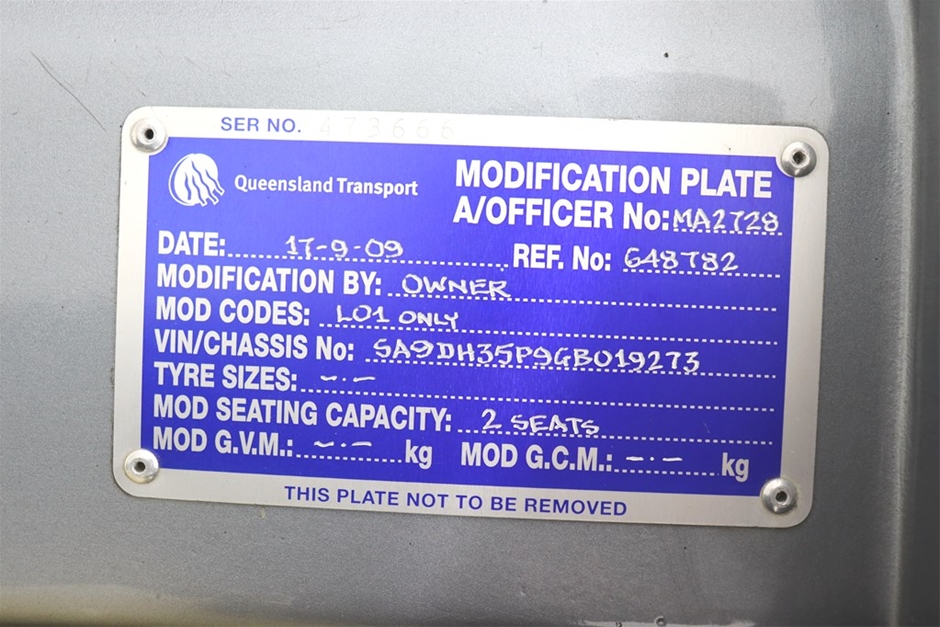 SER NO. 473666
Queensland Transport
MODIFICATION PLATE
A/OFFICER No: MA2728
DATE: 17-9-09 REF. No: 648782
MODIFICATION BY: OWNER
MOD CODES: LO1 ONLY
VIN/CHASSIS No: SA9DH35P9GB019273
TYRE SIZES: -.-
MOD SEATING CAPACITY: 2 SEATS
MOD G.V.M.: -.- kg MOD G.C.M.: -.- kg
THIS PLATE NOT TO BE REMOVED